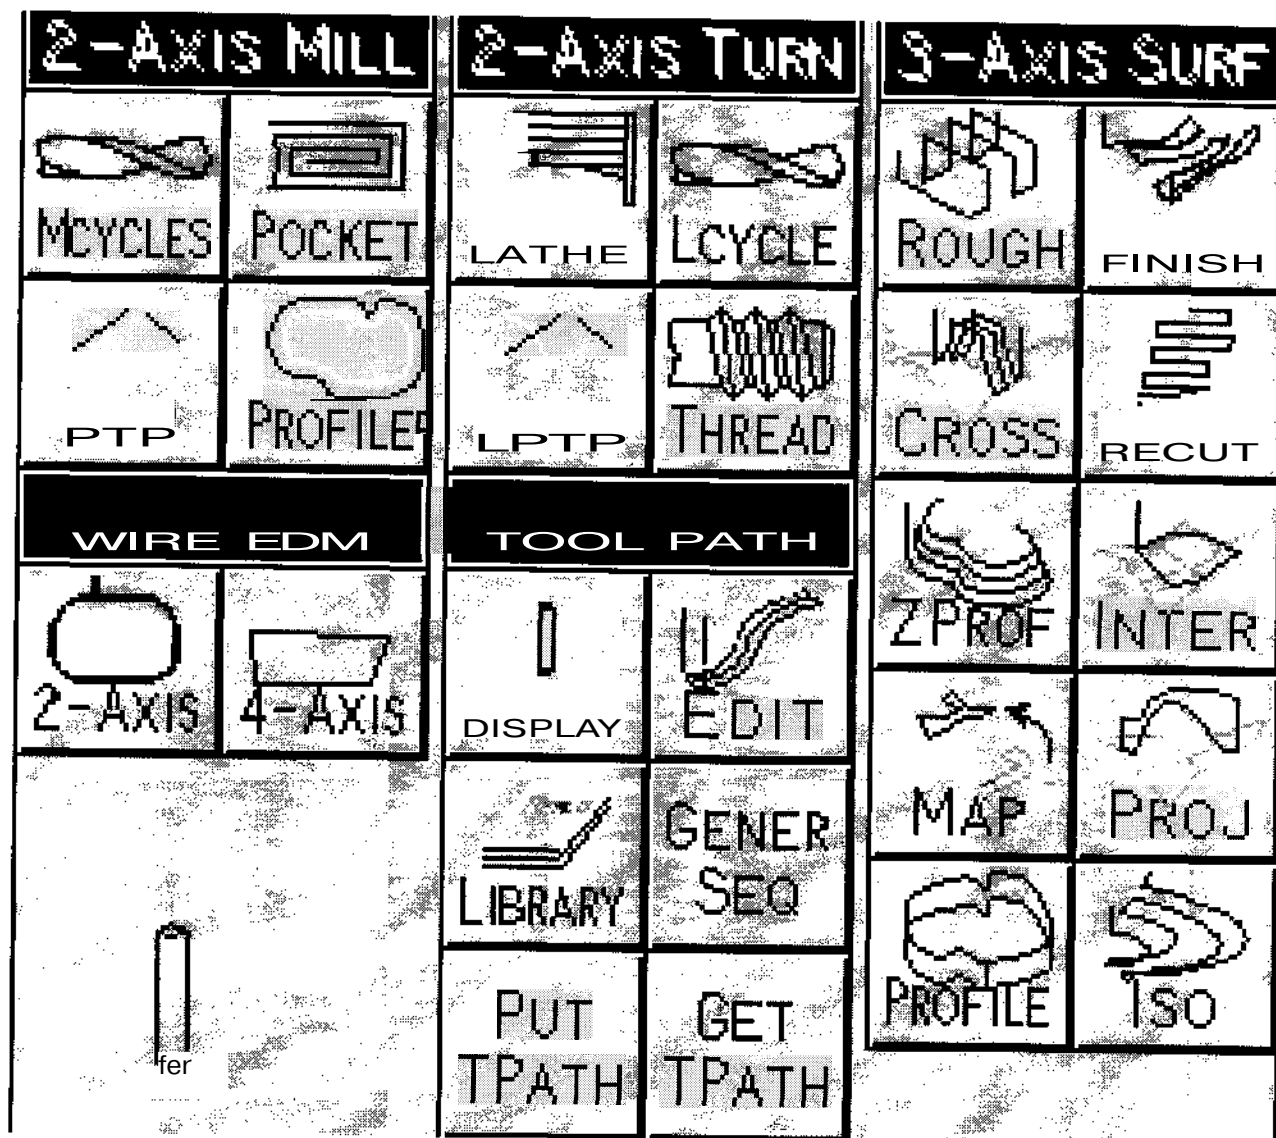 2-AXIS MILL
MCYCLES POCKET
PTP PROFILER
WIRE EDM
2-AXIS 4-AXIS
fer
2-AXIS TURN
LATHE LCYCLE
LPTP THREAD
TOOL PATH
DISPLAY EDIT
LIBRARY GENER
SEQ
PUT GET
TPATH TPATH
3-AXIS SURF
ROUGH FINISH
CROSS RECUT
ZPROF INTER
MAP PROJ
PROFILE ISO